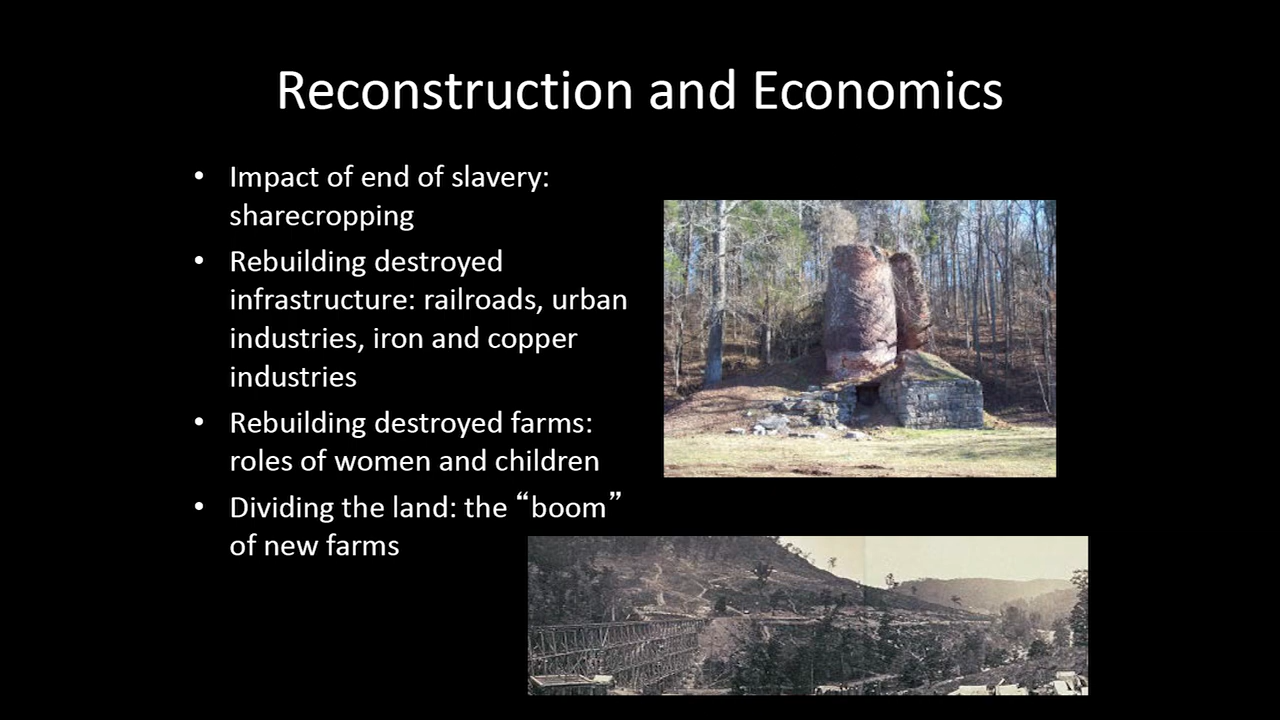 Reconstruction and Economics
• Impact of end of slavery:
sharecropping
• Rebuilding destroyed
infrastructure: railroads, urban
industries, iron and copper
industries
• Rebuilding destroyed farms:
roles of women and children
• Dividing the land: the “boom”
of new farms